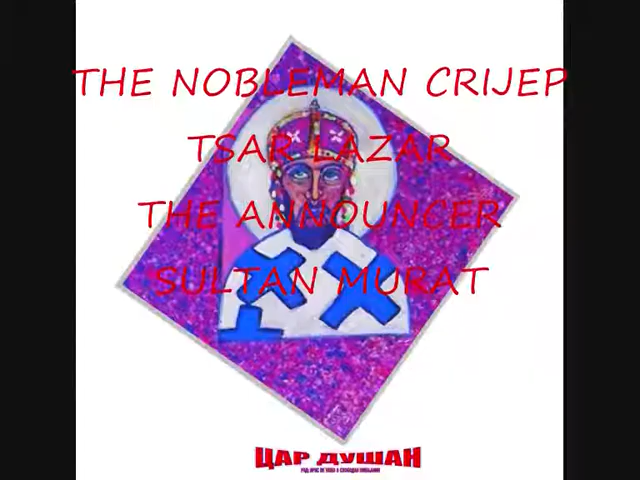 THE NOBLEMAN CRIJEP
TSAR LAZAR
THE ANNOUNCER
SULTAN MURAT
ЦАР ДУШАН